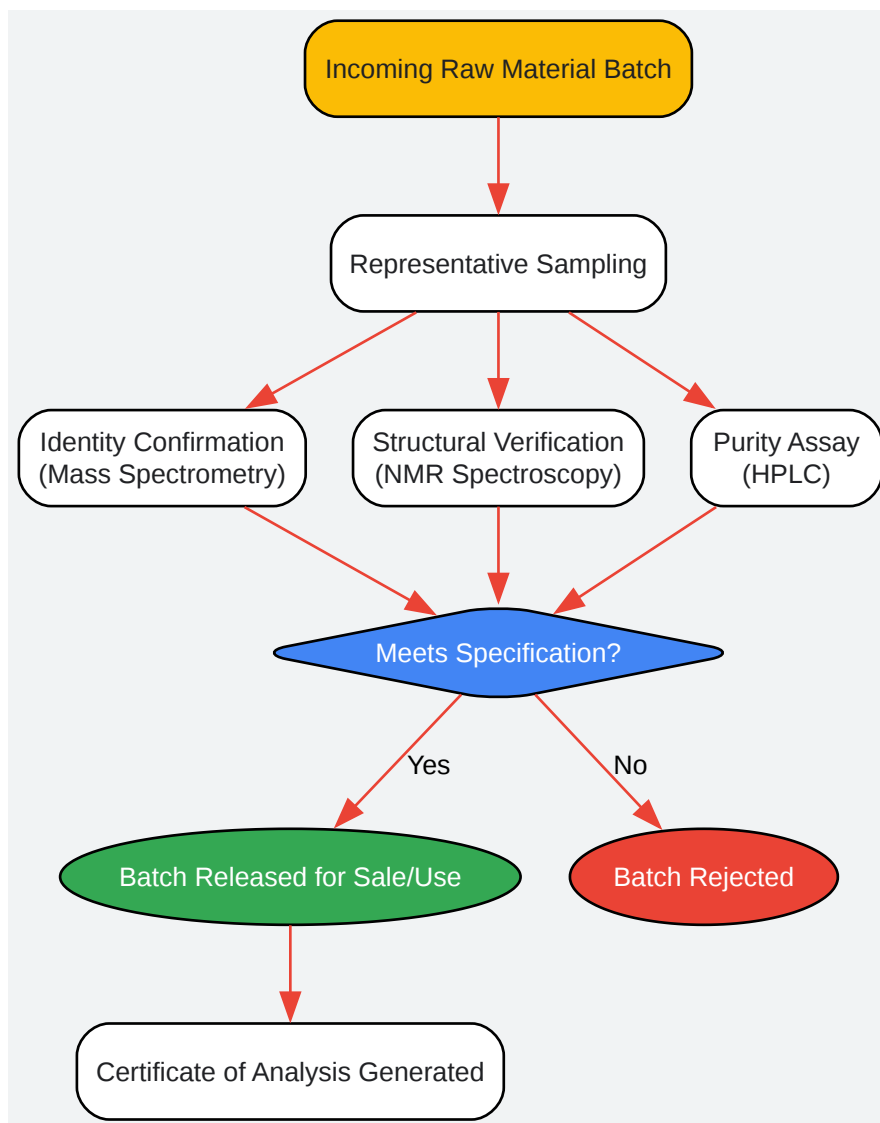 Incoming Raw Material Batch
Representative Sampling
Identity Confirmation
(Mass Spectrometry)
Structural Verification
(NMR Spectroscopy)
Purity Assay
(HPLC)
Meets Specification?
Yes
No
Batch Released for Sale/Use
Batch Rejected
Certificate of Analysis Generated